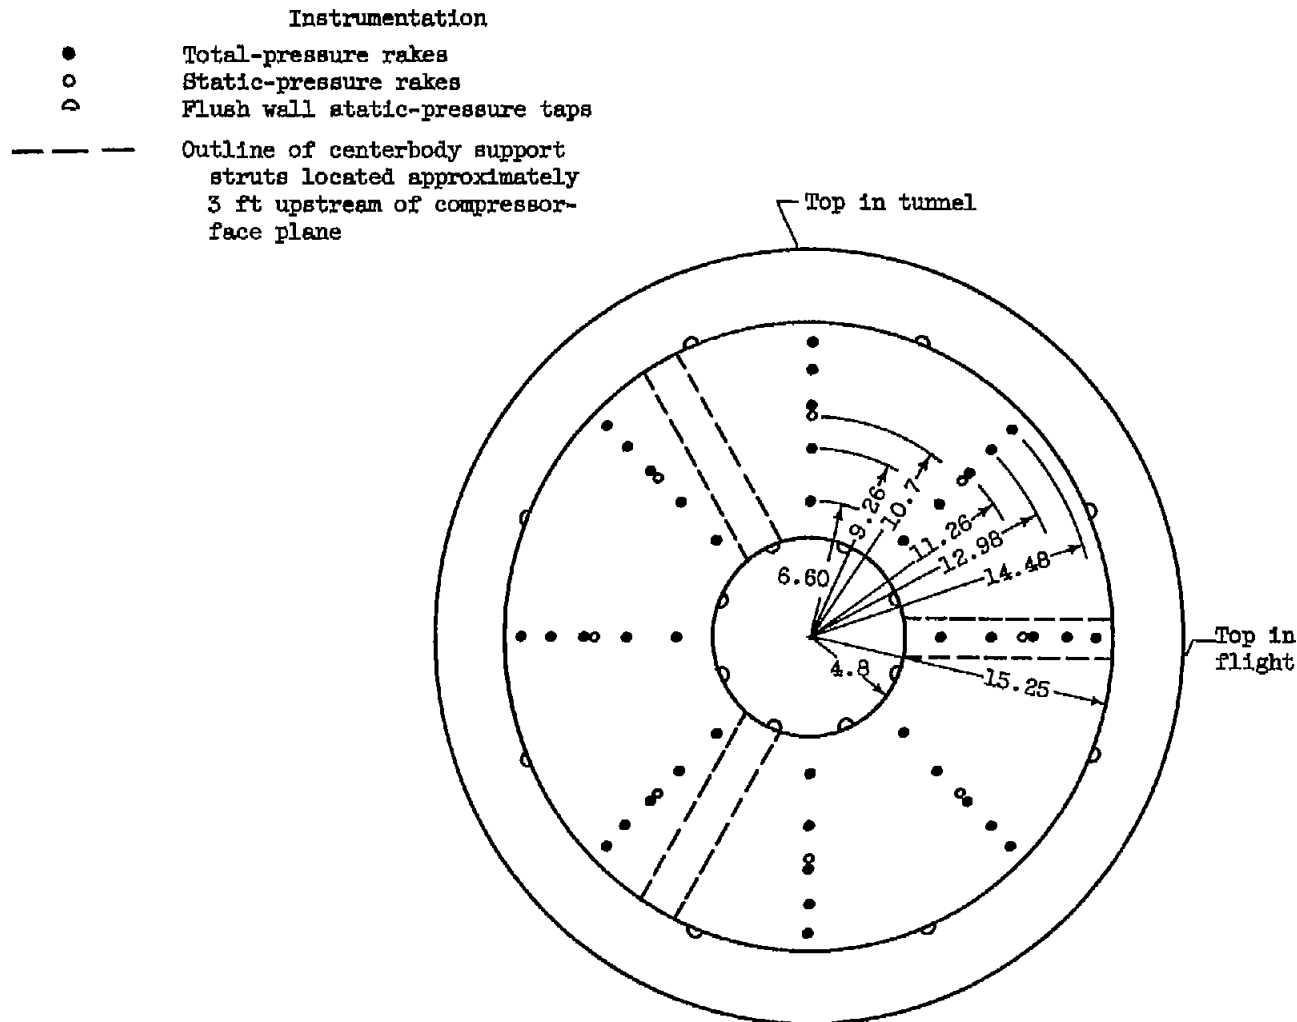 Instrumentation
Total-pressure rakes
Static-pressure rakes
Flush wall static-pressure taps
Outline of centerbody support
struts located approximately
3 ft upstream of compressor-
face plane
Top in tunnel
9.26
10.7
11.26
12.98
14.48
6.60
4.8
15.25
Top in
flight